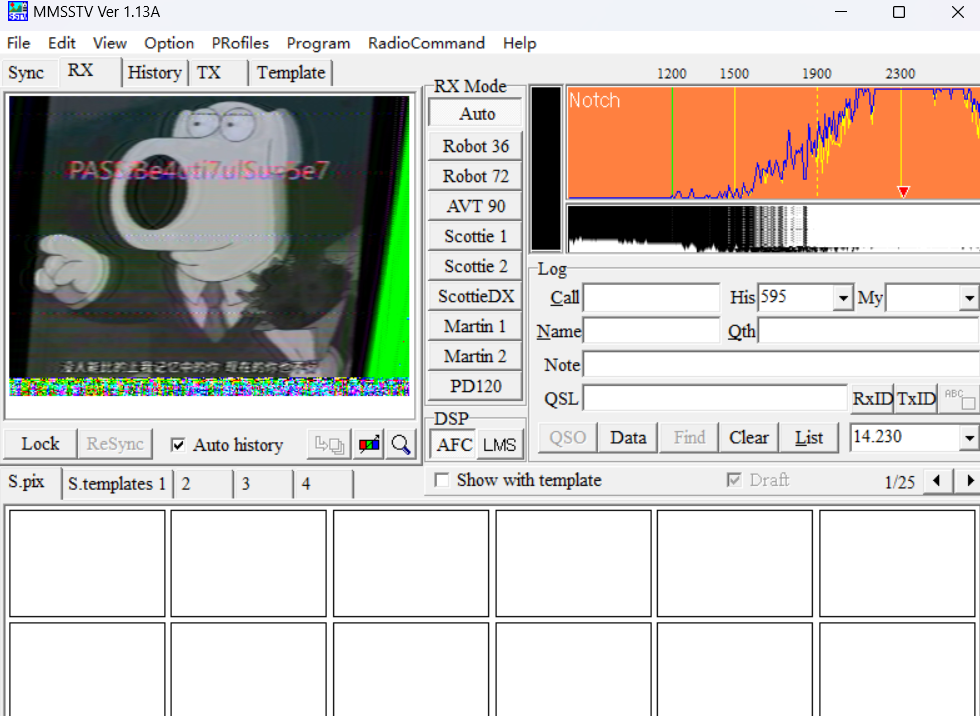 MMSSTV Ver 1.13A
File Edit View Option PRofiles Program RadioCommand Help
Sync RX History TX Template
RX Mode
Auto
Robot 36
Robot 72
AVT 90
Scottie 1
Scottie 2
ScottieDX
Martin 1
Martin 2
PD120
DSP
AFC LMS
1200 1500 1900 2300
Notch
PASS:Be4uti7ulSun5e7
Log
Call His 595 My
Name Qth
Note
QSL RxID TxID ABC
QSO Data Find Clear List 14.230
Lock ReSync Auto history
S.pix S.templates 1 2 3 4
Show with template Draft 1/25